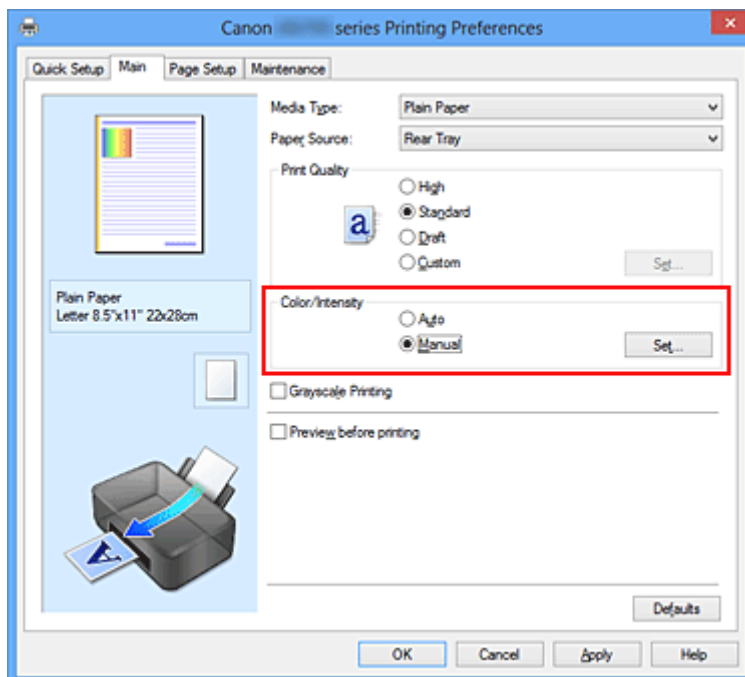 Canon series Printing Preferences
Quick Setup Main Page Setup Maintenance
Media Type: Plain Paper
Paper Source: Rear Tray
Print Quality
High
Standard
Draft
Custom Set...
a
Plain Paper
Letter 8.5"x11" 22x28cm
Color/Intensity
Auto
Manual Set...
Grayscale Printing
Preview before printing
A
Defaults
OK Cancel Apply Help